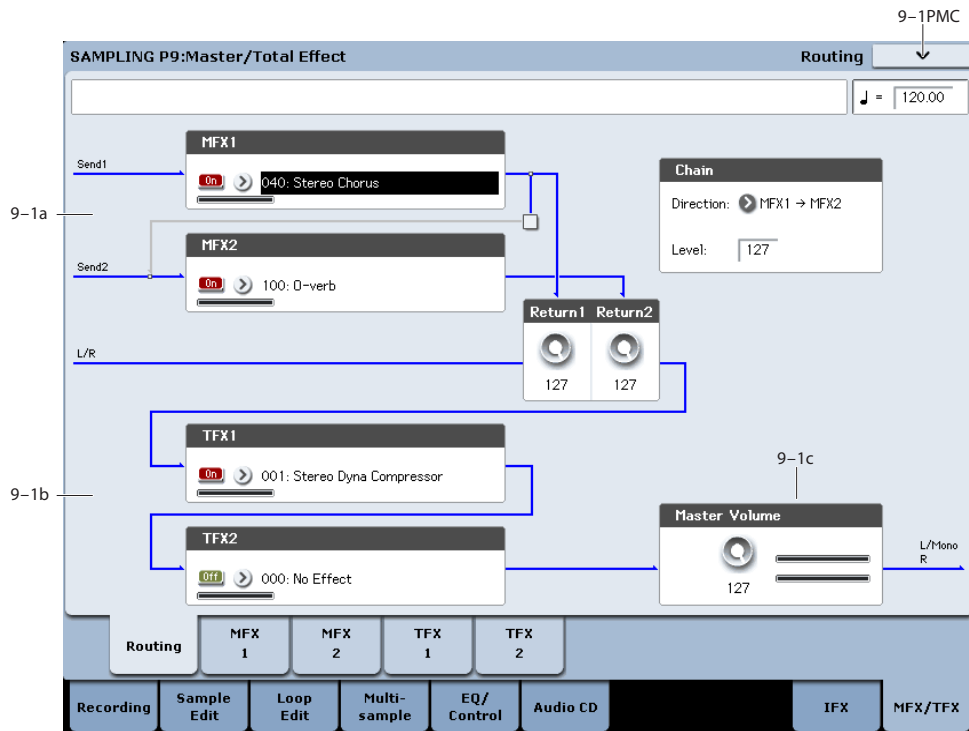 9–1PMC
SAMPLING P9:Master/Total Effect
Routing
♩ = 120.00
MFX1
Send1
On
040: Stereo Chorus
Chain
Direction: MFX1 → MFX2
Level: 127
9–1a
MFX2
Send2
On
100: O-verb
Return1 Return2
L/R
127 127
TFX1
On
001: Stereo Dyna Compressor
9–1c
9–1b
Master Volume
TFX2
L/Mono
R
Off
000: No Effect
127
Routing
MFX
1
MFX
2
TFX
1
TFX
2
Recording
Sample
Edit
Loop
Edit
Multi-
sample
EQ/
Control
Audio CD
IFX
MFX/TFX